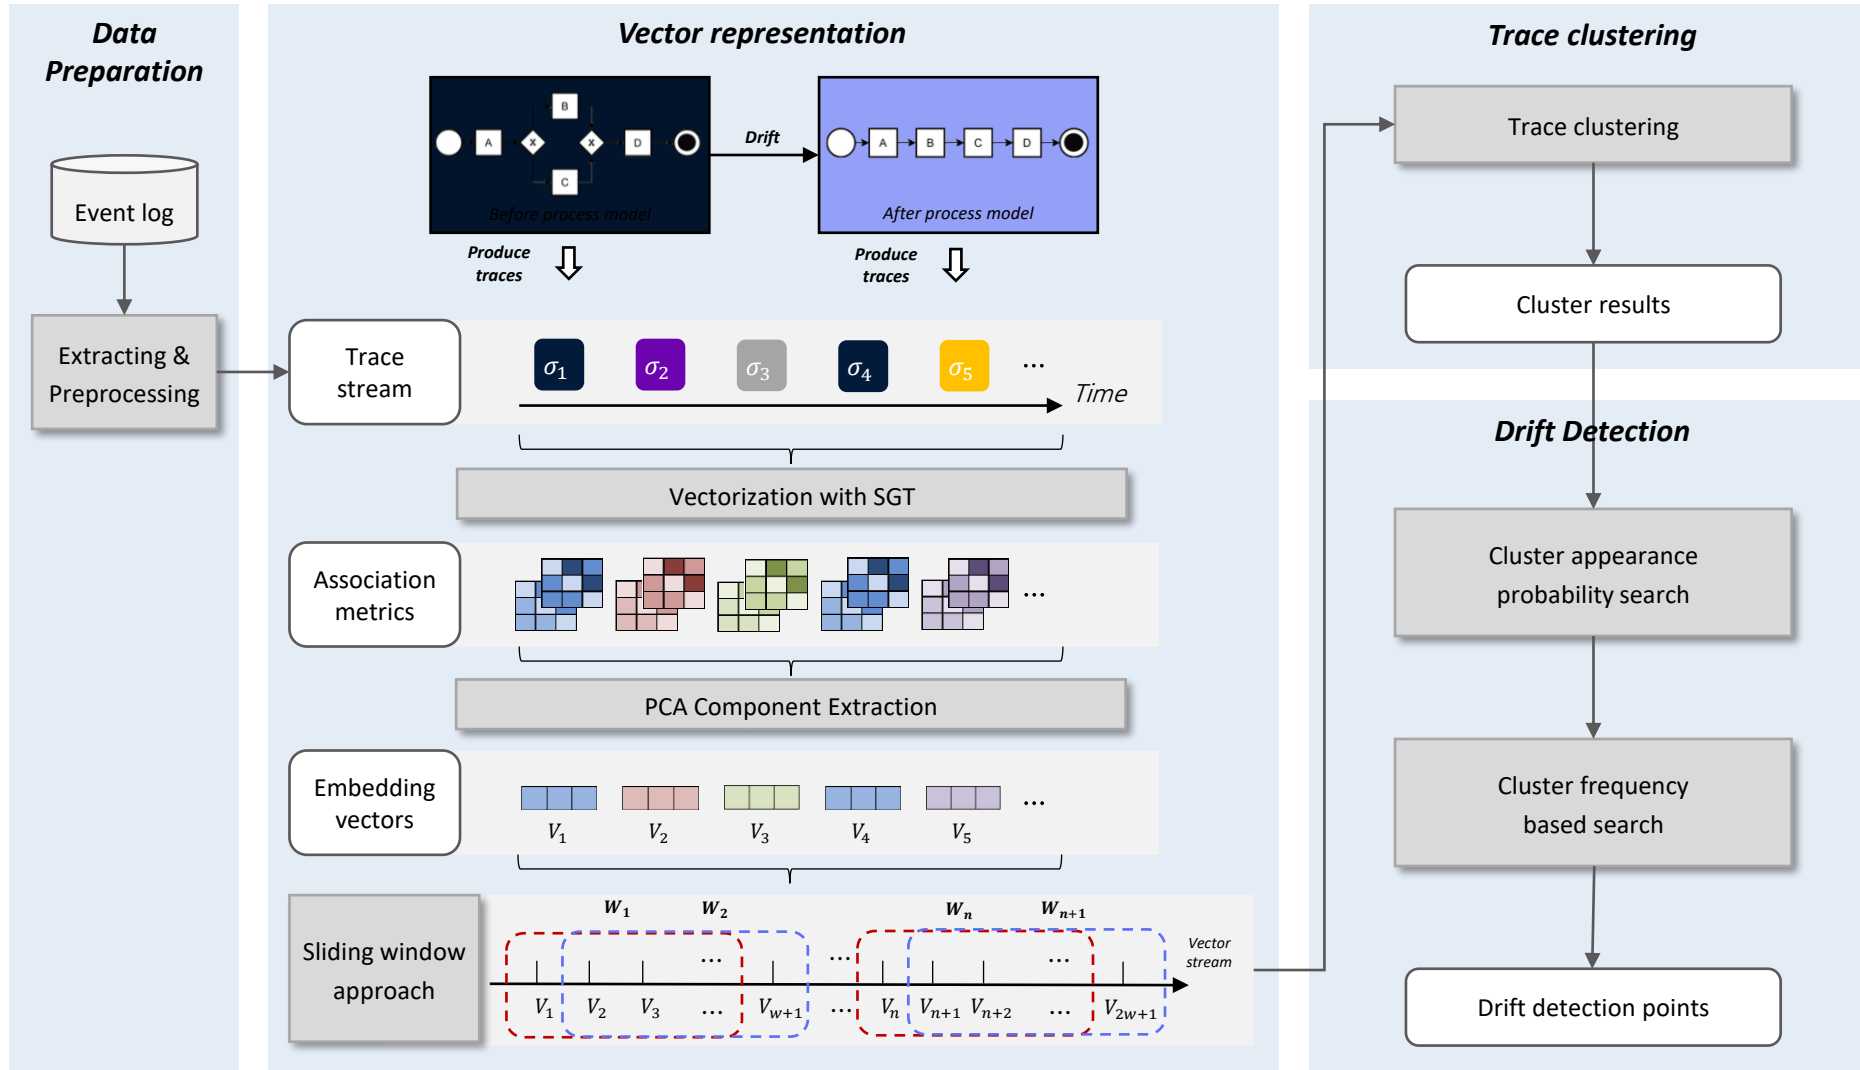 Data
Preparation
Event log
Extracting &
Preprocessing
Vector representation
A
B
X
X
C
D
Before process model
Drift
A
B
C
D
After process model
Produce
traces
Produce
traces
Trace
stream
σ1
σ2
σ3
σ4
σ5
...
Time
Vectorization with SGT
Association
metrics
...
PCA Component Extraction
Embedding
vectors
V1
V2
V3
V4
V5
...
Sliding window
approach
W1
W2
Wn
Wn+1
...
...
...
Vector
stream
V1
V2
V3
...
Vw+1
...
Vn
Vn+1
Vn+2
...
V2w+1
Trace clustering
Trace clustering
Cluster results
Drift Detection
Cluster appearance
probability search
Cluster frequency
based search
Drift detection points